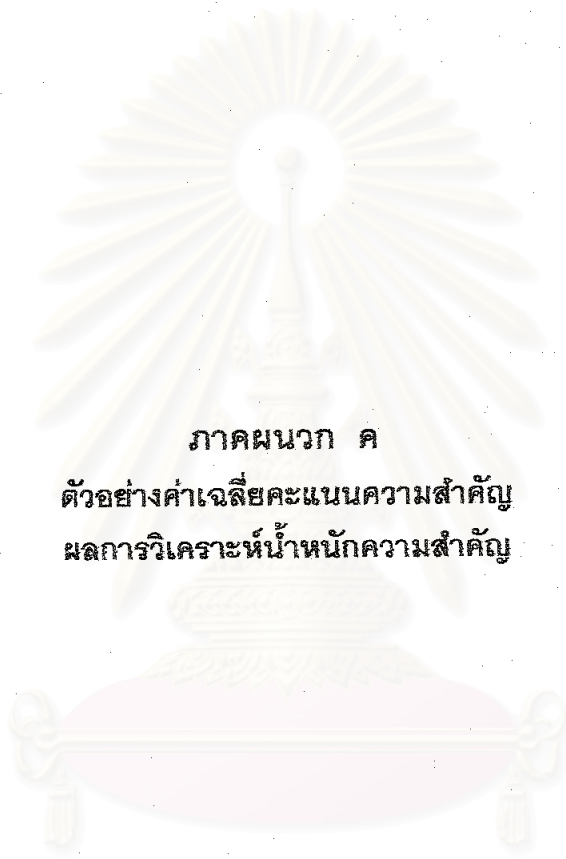 ภาคผนวก ค
ตัวอย่างค่าเฉลี่ยคะแนนความสำคัญ
ผลการวิเคราะห์น้ำหนักความสำคัญ